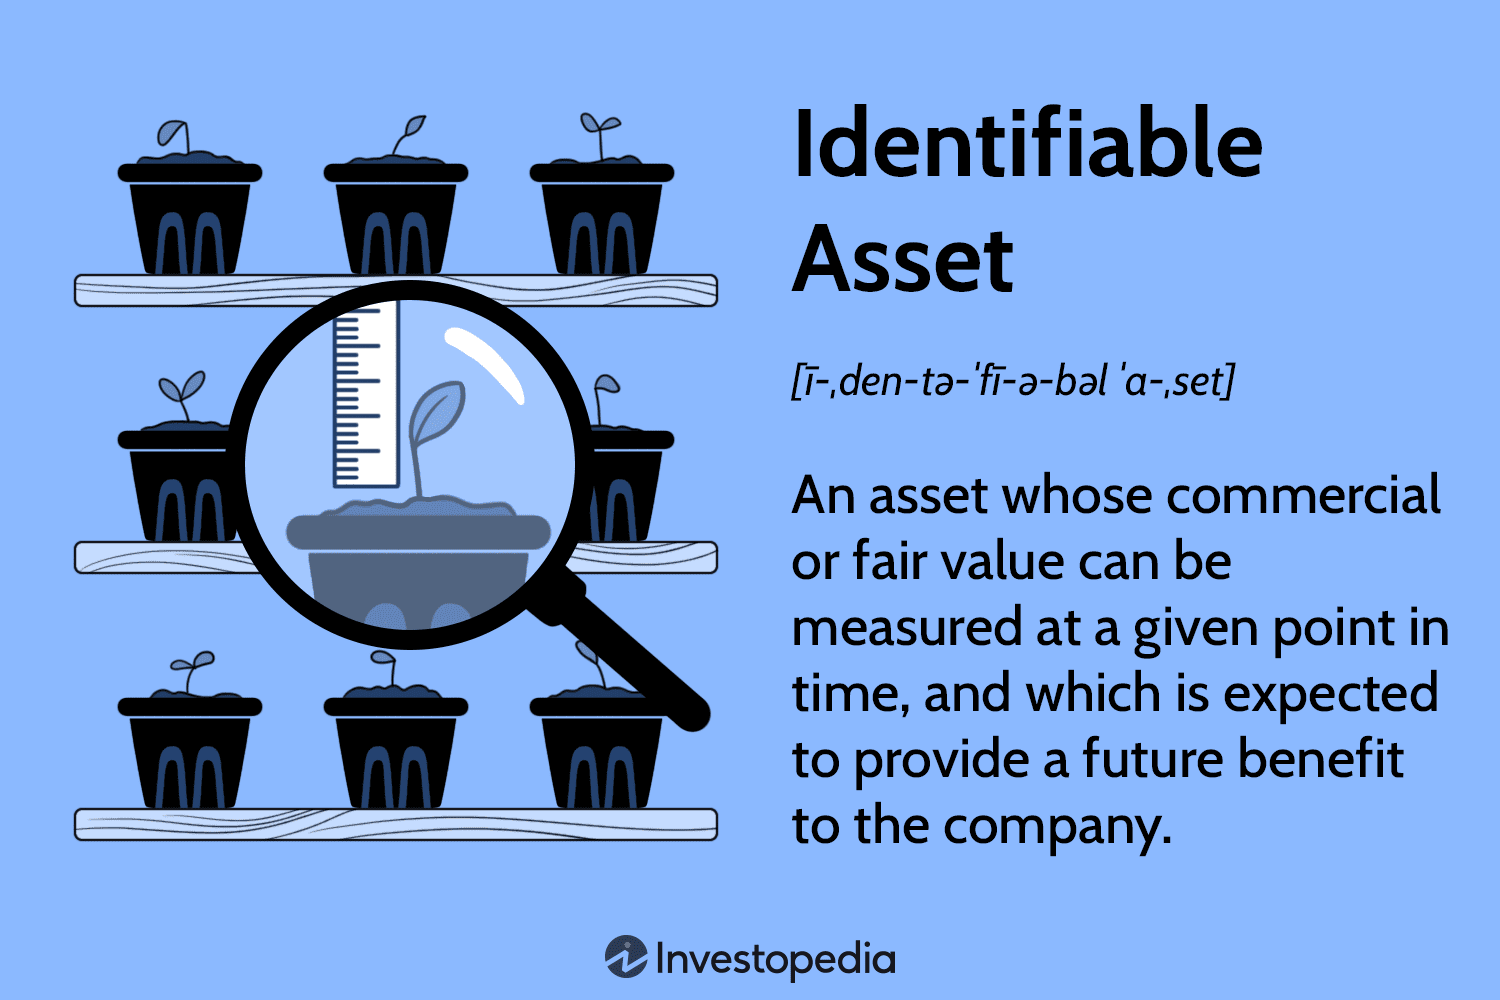 Identifiable
Asset
[ī-ˌden-tə-ˈfī-ə-bəl ˈa-ˌset]
An asset whose commercial
or fair value can be
measured at a given point in
time, and which is expected
to provide a future benefit
to the company.
Investopedia